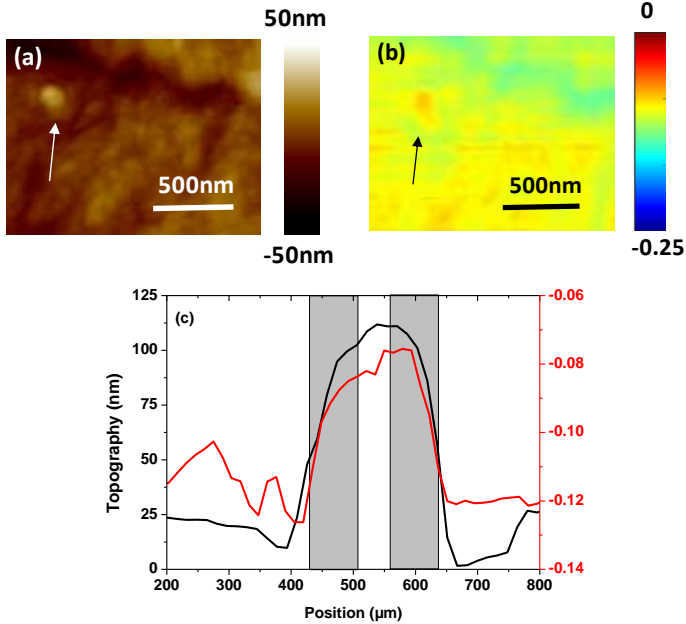 50nm
(a)
500nm
-50nm
0
(b)
500nm
-0.25
(c)
125
100
75
50
25
0
Topography (nm)
-0.06
-0.08
-0.10
-0.12
-0.14
200 300 400 500 600 700 800
Position (µm)